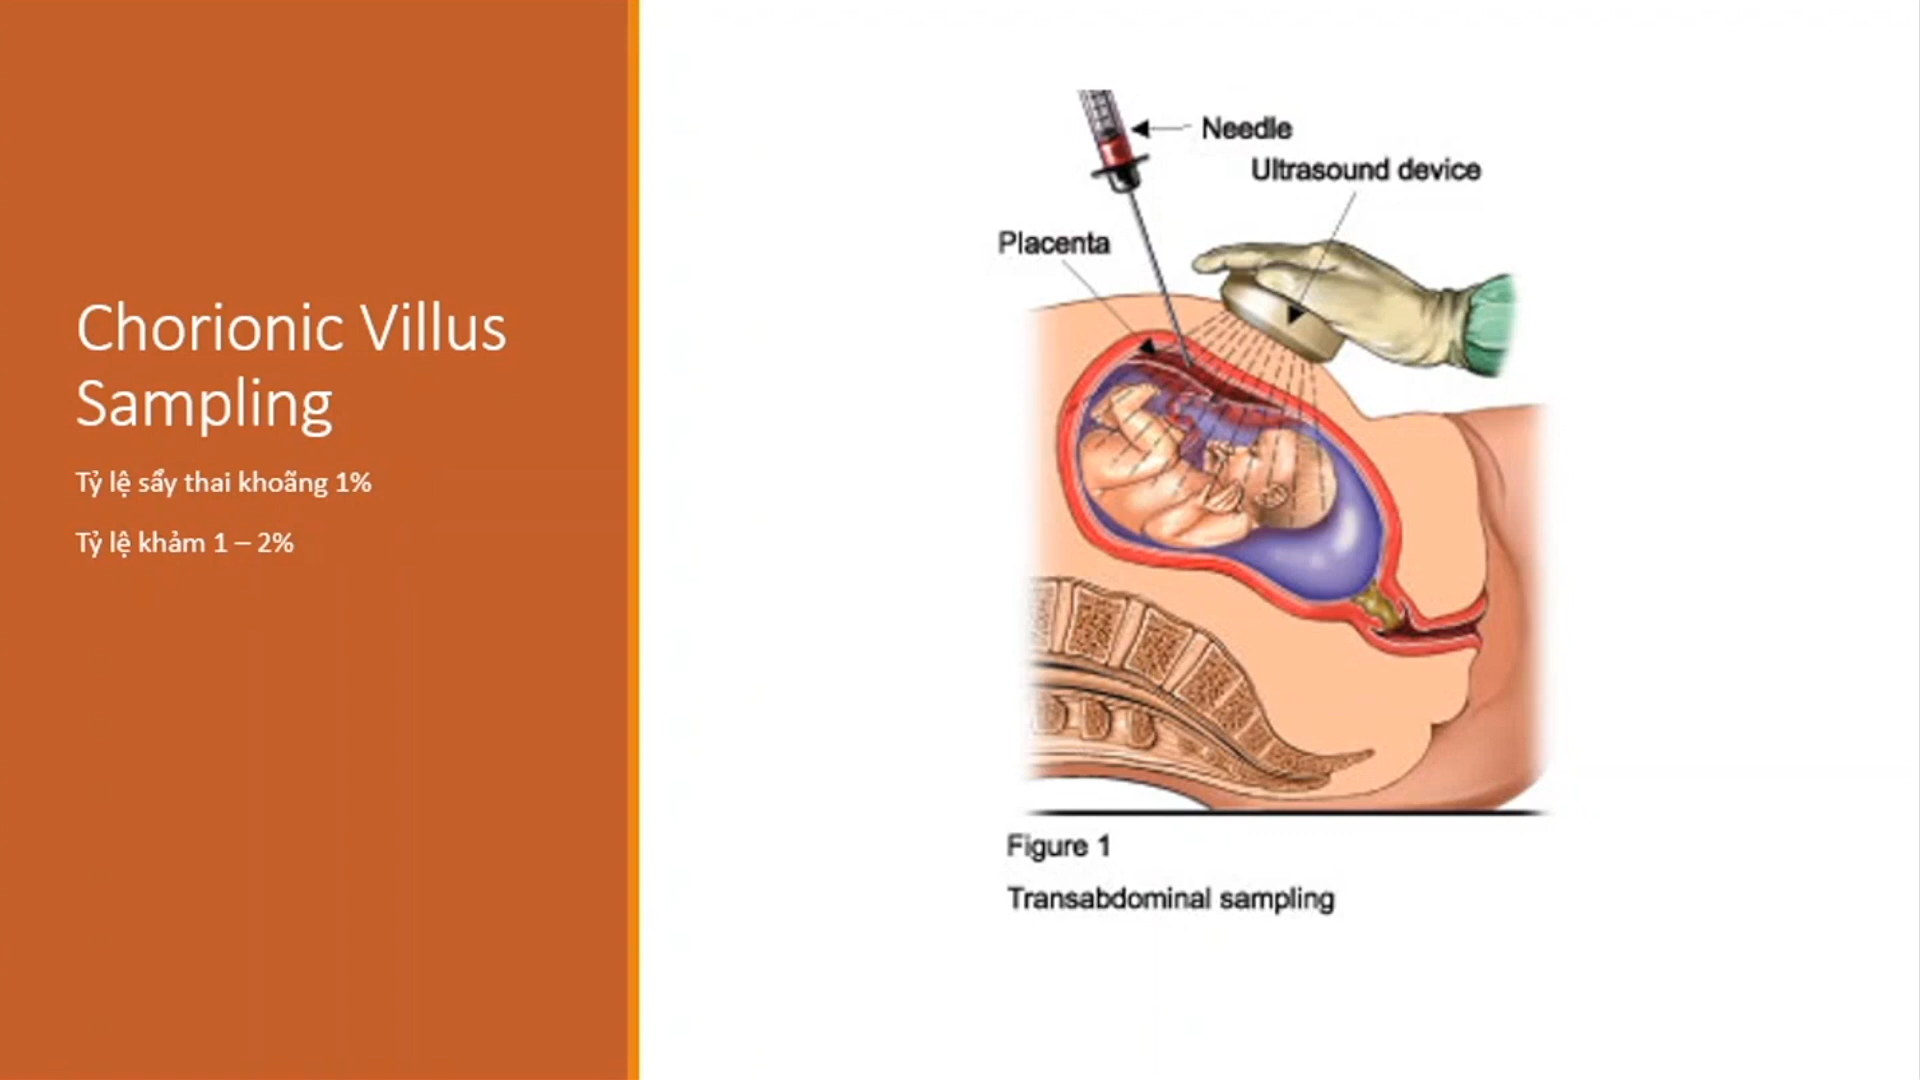 Chorionic Villus
Sampling
Tỷ lệ sẩy thai khoãng 1%
Tỷ lệ khảm 1 – 2%
Needle
Ultrasound device
Placenta
Figure 1
Transabdominal sampling